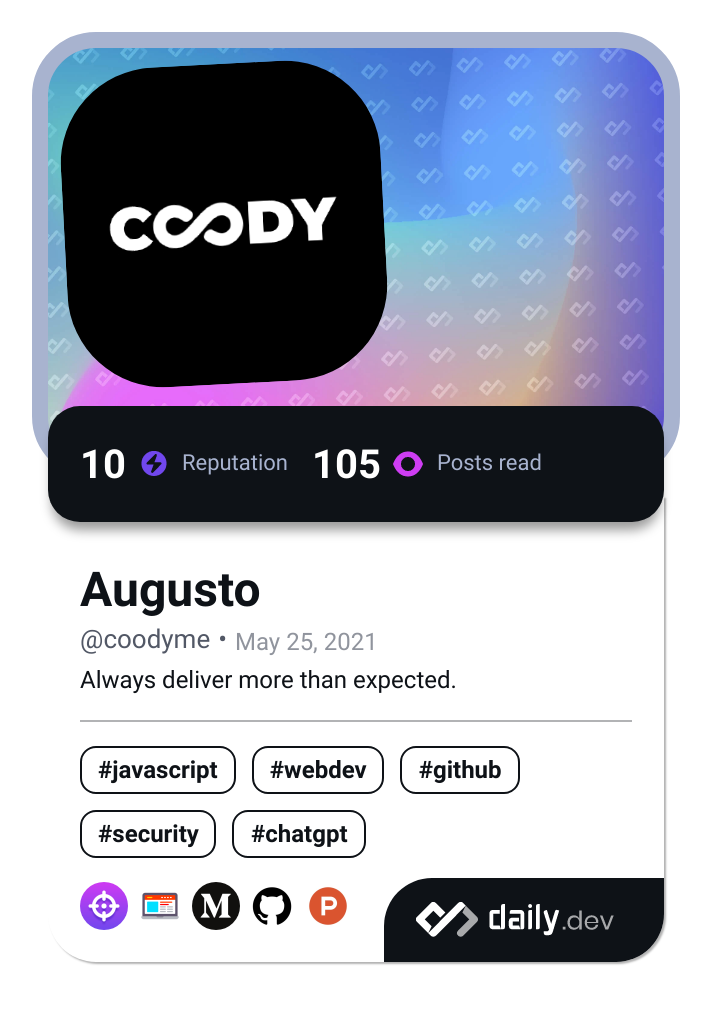 COODY
10 Reputation 105 Posts read
Augusto
@coodyme • May 25, 2021
Always deliver more than expected.
#javascript #webdev #github
#security #chatgpt
M P daily.dev